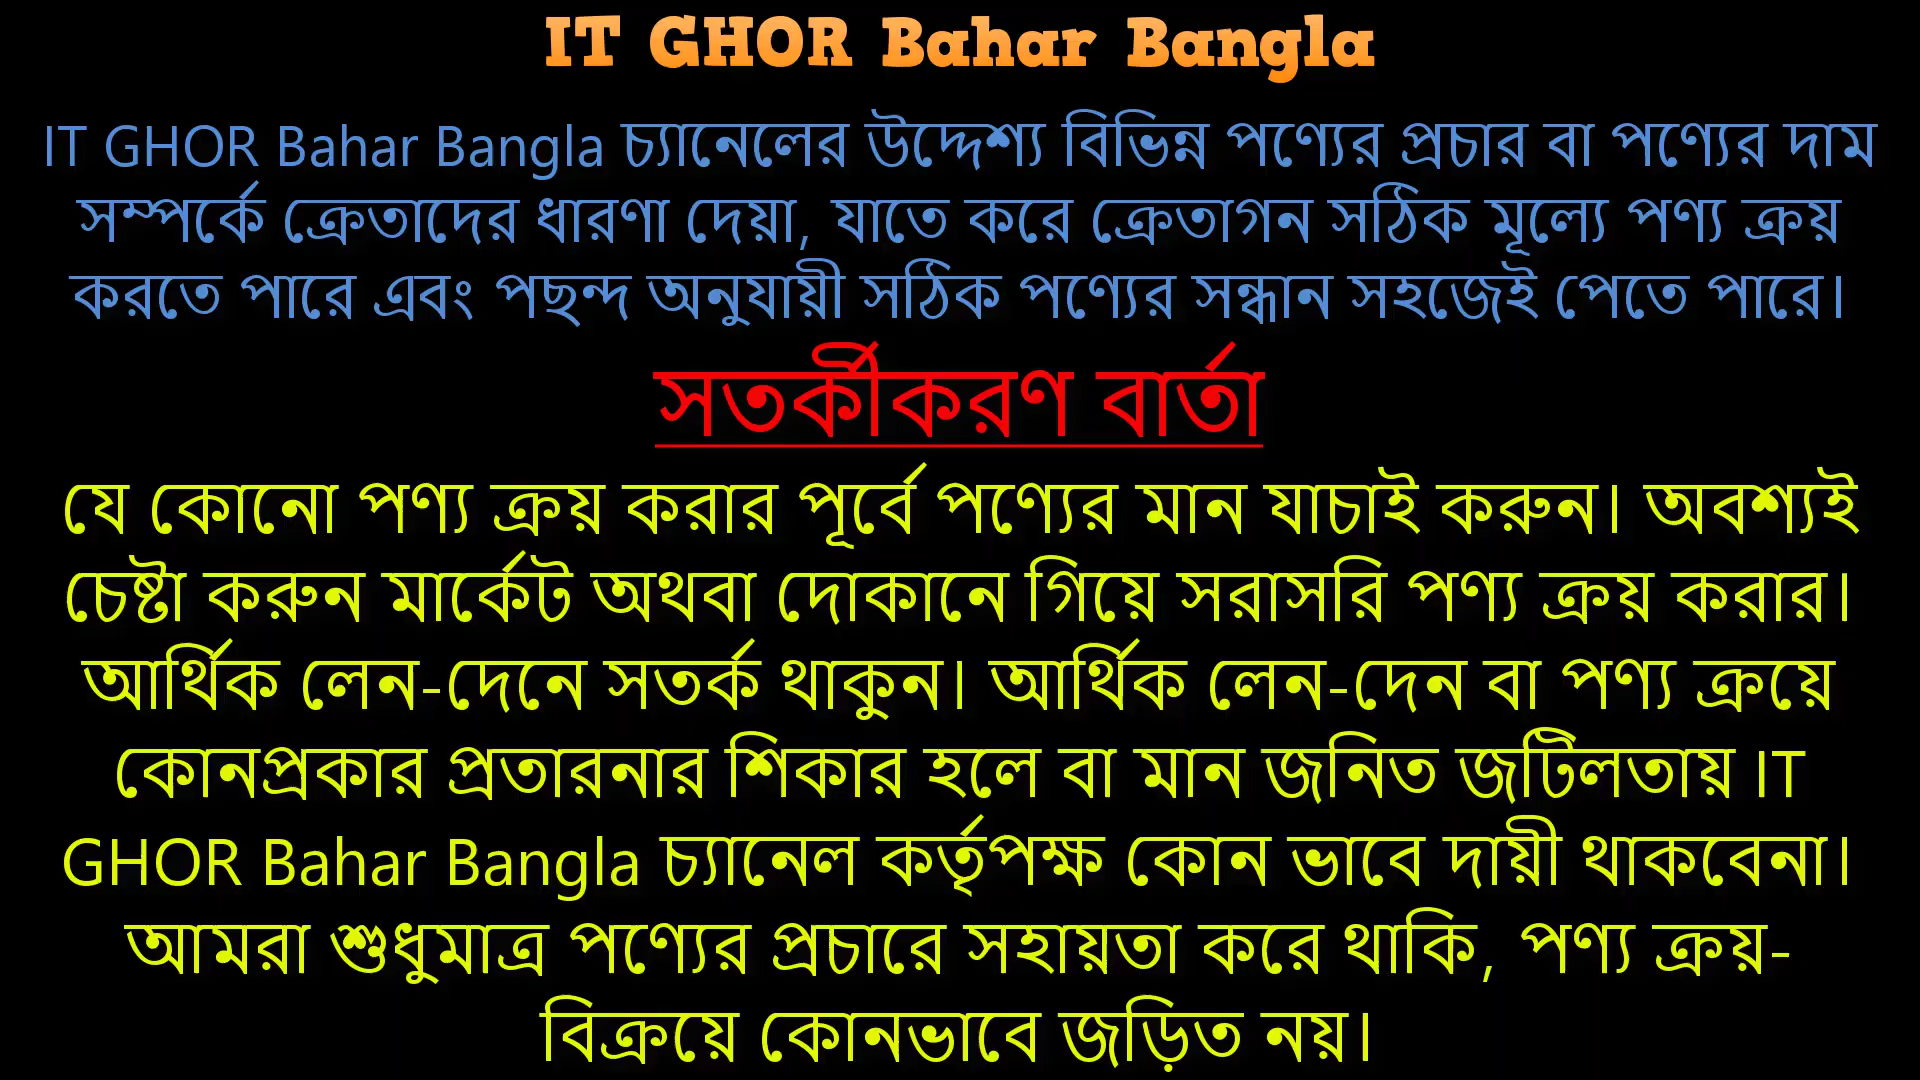 IT GHOR Bahar Bangla
IT GHOR Bahar Bangla চ্যানেলের উদ্দেশ্য বিভিন্ন পণ্যের প্রচার বা পণ্যের দাম
সম্পর্কে ক্রেতাদের ধারণা দেয়া, যাতে করে ক্রেতাগন সঠিক মূল্যে পণ্য ক্রয়
করতে পারে এবং পছন্দ অনুযায়ী সঠিক পণ্যের সন্ধান সহজেই পেতে পারে।
সতর্কীকরণ বার্তা
যে কোনো পণ্য ক্রয় করার পূর্বে পণ্যের মান যাচাই করুন। অবশ্যই
চেষ্টা করুন মার্কেট অথবা দোকানে গিয়ে সরাসরি পণ্য ক্রয় করার।
আর্থিক লেন-দেনে সতর্ক থাকুন। আর্থিক লেন-দেন বা পণ্য ক্রয়ে
কোনপ্রকার প্রতারনার শিকার হলে বা মান জনিত জটিলতায় IT
GHOR Bahar Bangla চ্যানেল কর্তৃপক্ষ কোন ভাবে দায়ী থাকবেনা।
আমরা শুধুমাত্র পণ্যের প্রচারে সহায়তা করে থাকি, পণ্য ক্রয়-
বিক্রয়ে কোনভাবে জড়িত নয়।